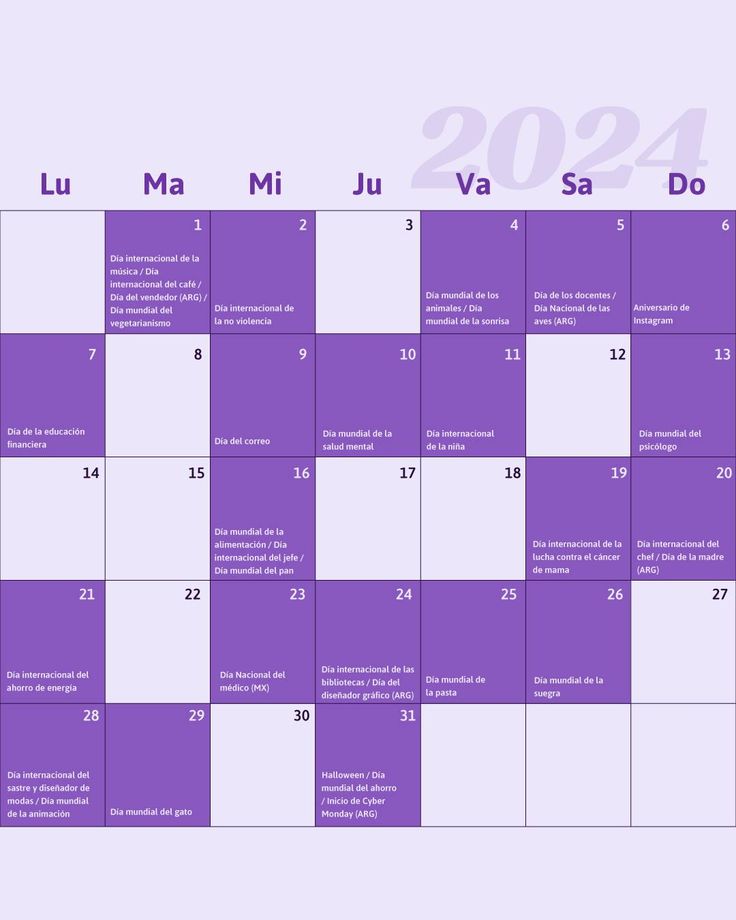 2024
Lu Ma Mi Ju Va Sa Do
1
Día internacional de la
música / Día
internacional del café /
Día del vendedor (ARG) /
Día mundial del
vegetarianismo
2
Día internacional de
la no violencia
3
4
Día mundial de los
animales / Día
mundial de la sonrisa
5
Día de los docentes /
Día Nacional de las
aves (ARG)
6
Aniversario de
Instagram
7
Día de la educación
financiera
8
9
Día del correo
10
Día mundial de la
salud mental
11
Día internacional
de la niña
12
13
Día mundial del
psicólogo
14
15
16
Día mundial de la
alimentación / Día
internacional del jefe /
Día mundial del pan
17
18
19
Día internacional de la
lucha contra el cáncer
de mama
20
Día internacional del
chef / Día de la madre
(ARG)
21
Día internacional del
ahorro de energía
22
23
Día Nacional del
médico (MX)
24
Día internacional de las
bibliotecas / Día del
diseñador gráfico (ARG)
25
Día mundial de
la pasta
26
Día mundial de la
suegra
27
28
Día internacional del
sastre y diseñador de
modas / Día mundial
de la animación
29
Día mundial del gato
30
31
Halloween / Día
mundial del ahorro
/ Inicio de Cyber
Monday (ARG)